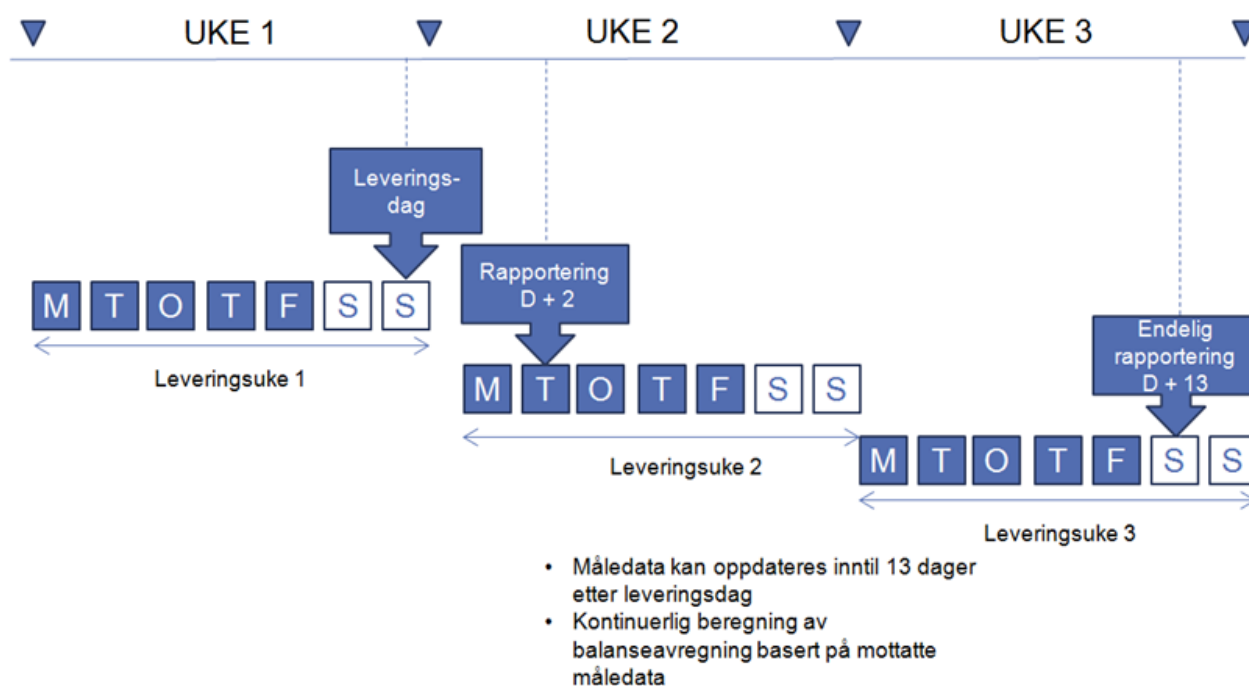 UKE 1
UKE 2
UKE 3
Leverings-
dag
M T O T F S S
Leveringsuke 1
Rapportering
D + 2
M T O T F S S
Leveringsuke 2
Endelig
rapportering
D + 13
M T O T F S S
Leveringsuke 3
• Måledata kan oppdateres inntil 13 dager
etter leveringsdag
• Kontinuerlig beregning av
balanseavregning basert på mottatte
måledata